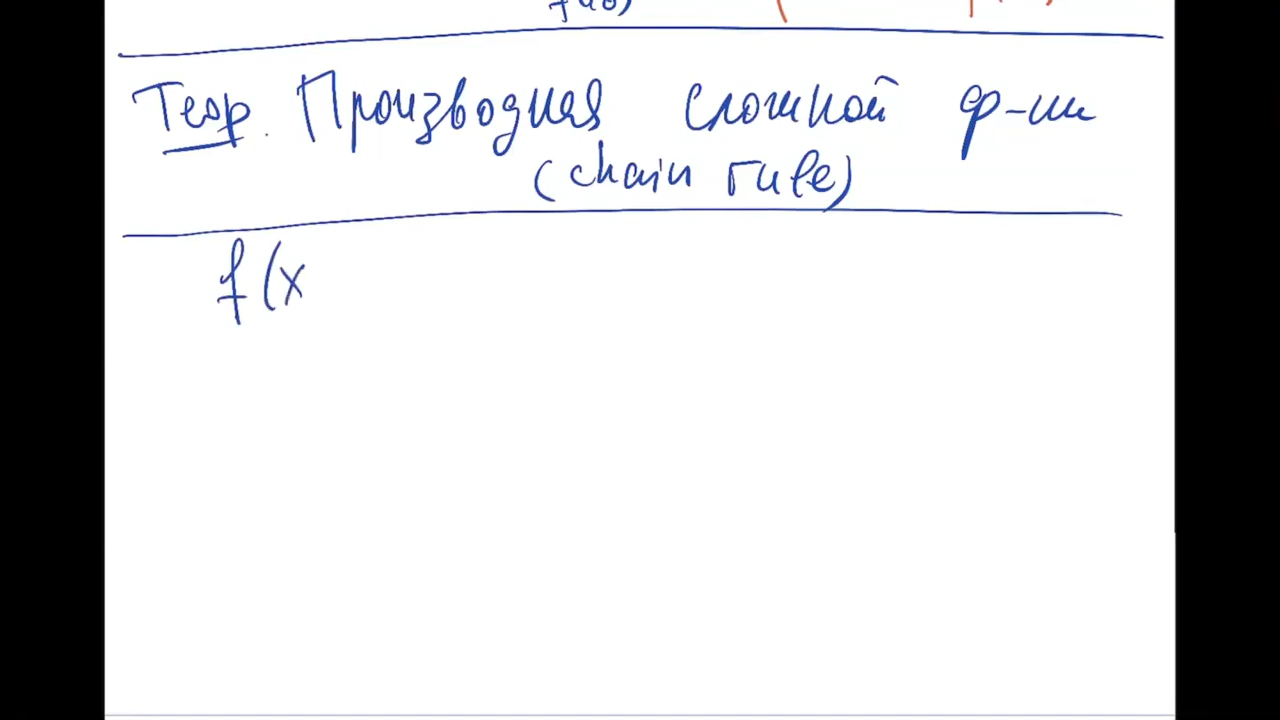 Теор. Производная сложной ф-ии
(chain rule)
f(x